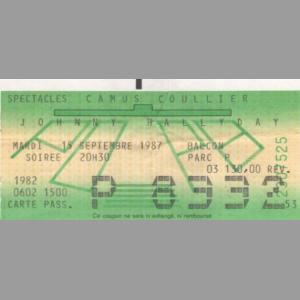 SPECTACLES CAMUS COULLIER
JOHNNY HALLYDAY
MARDI 15 SEPTEMBRE 1987 BALCON
SOIREE 20H30 PARC P
03 130,00 REV.
1982
0602 1500 P 8532
CARTE PASS. 53
Ce coupon ne sera ni échangé, ni remboursé